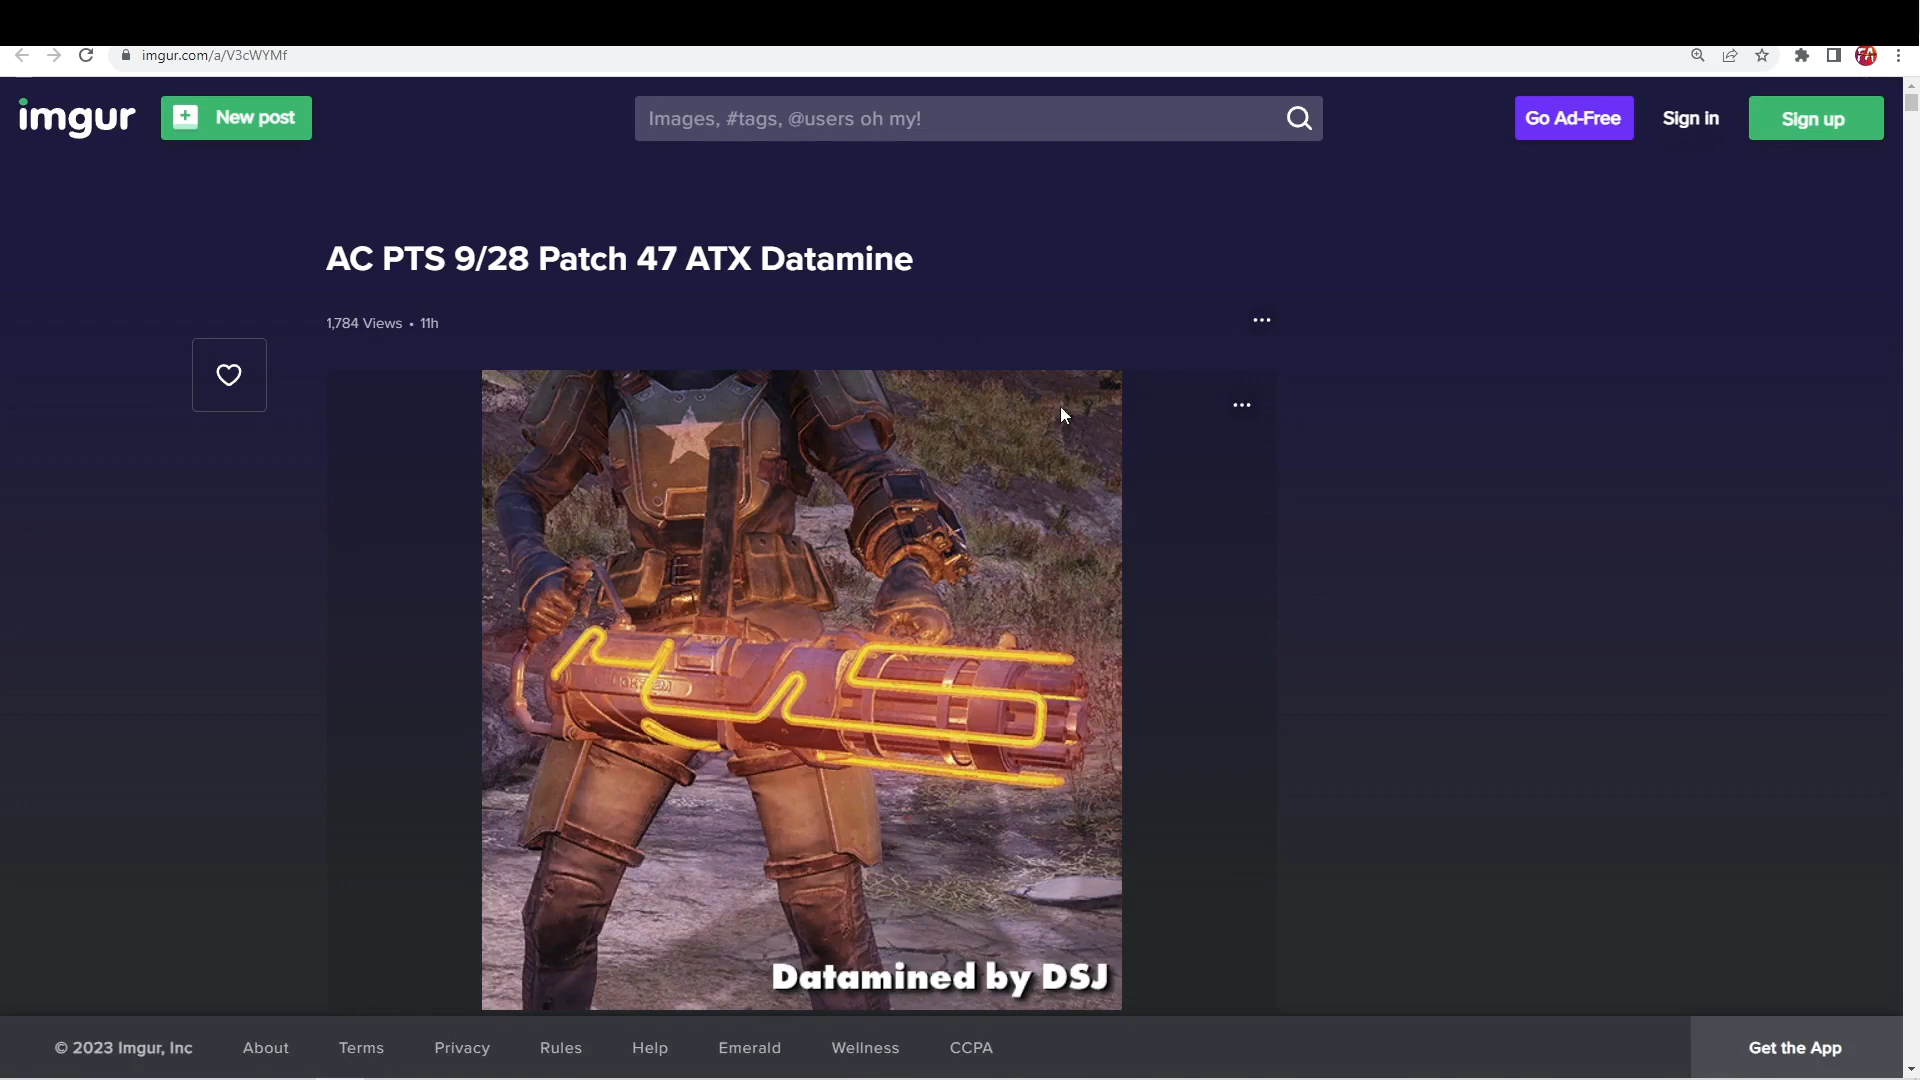 imgur.com/a/V3cWYMf
imgur
New post
Images, #tags, @users oh my!
Go Ad-Free
Sign in
Sign up
AC PTS 9/28 Patch 47 ATX Datamine
1,784 Views • 11h
Datamined by DSJ
© 2023 Imgur, Inc
About
Terms
Privacy
Rules
Help
Emerald
Wellness
CCPA
Get the App